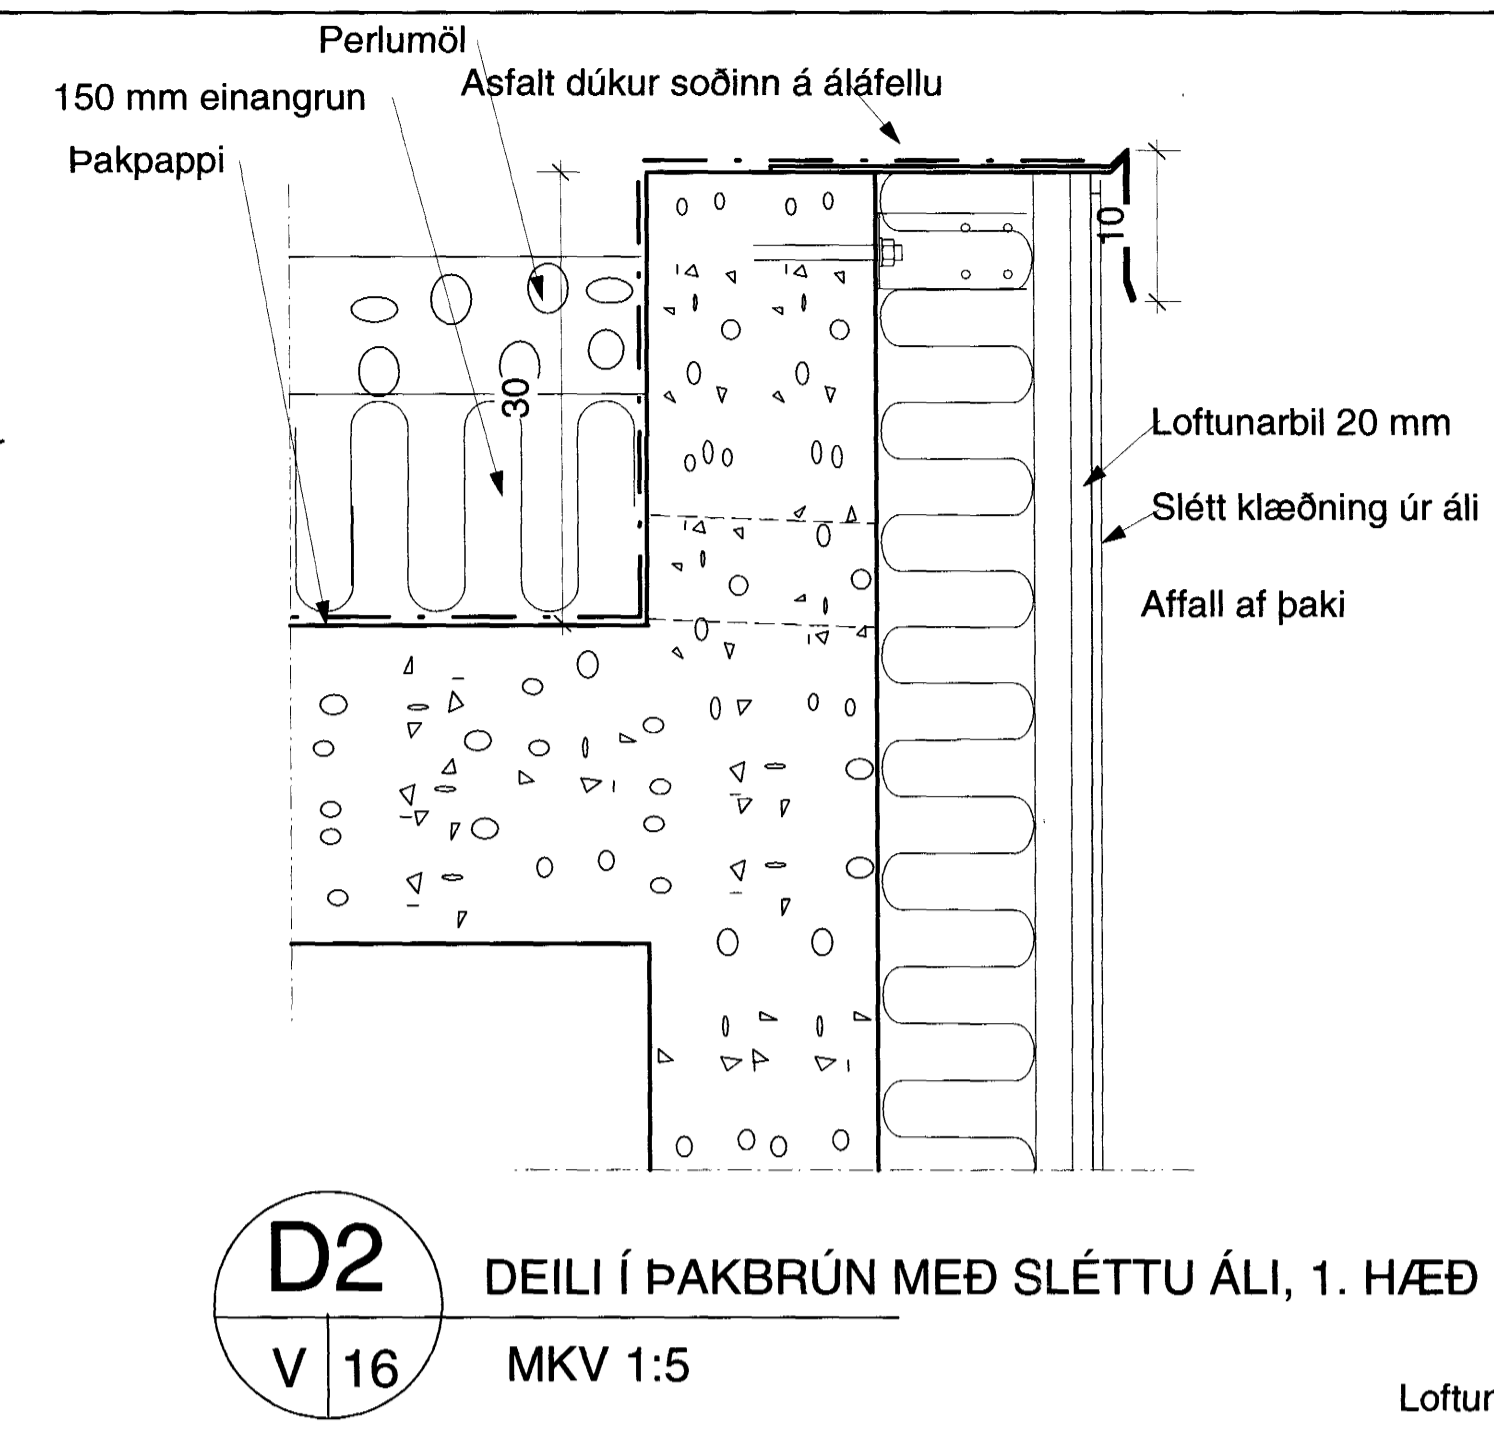 Perlumöl
Asfalt dúkur soðinn á áláfellu
150 mm einangrun
Þakpappi
10
30
Loftunarbil 20 mm
Slétt klæðning úr áli
Affall af þaki
D2
DEILI Í ÞAKBRÚN MEÐ SLÉTTU ÁLI, 1. HÆÐ
V 16
MKV 1:5
Loftun